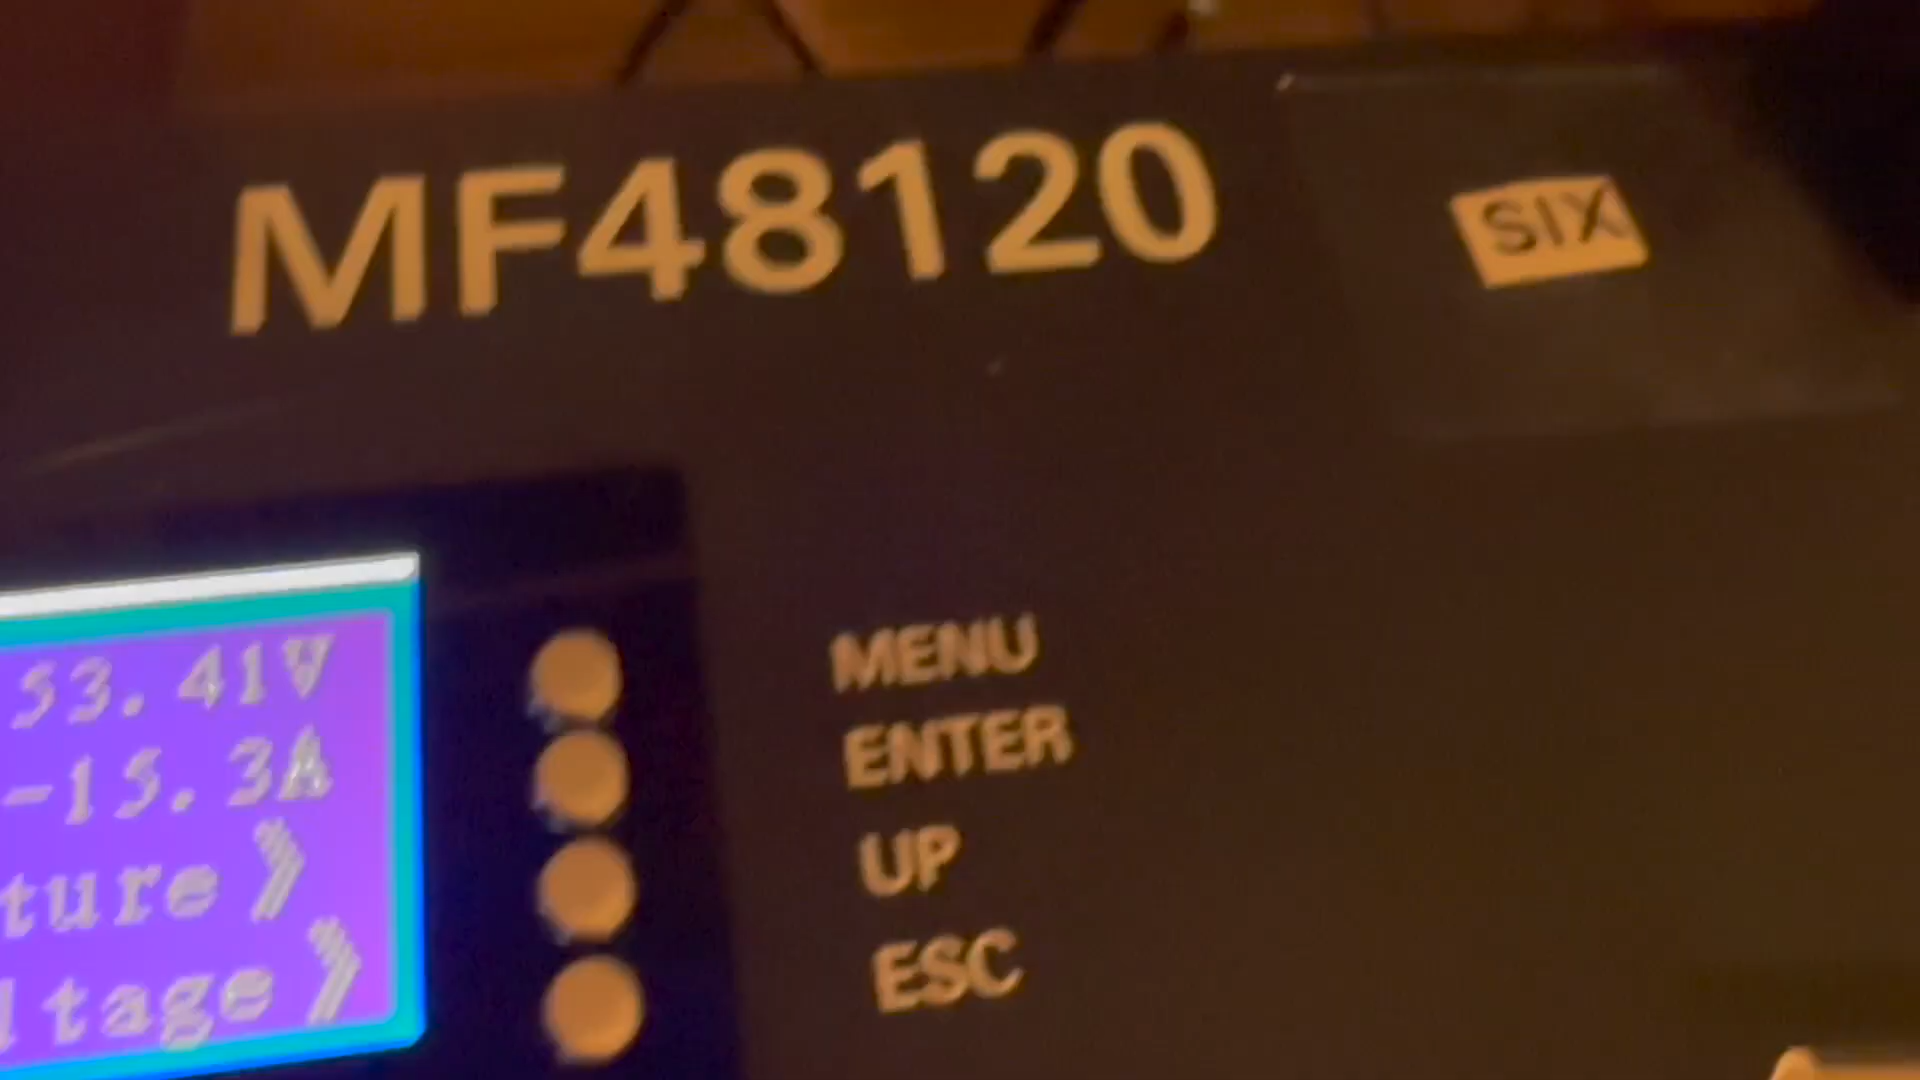 MF48120
SIX
53.41V
-15.3A
ture 》
ltage 》
MENU
ENTER
UP
ESC